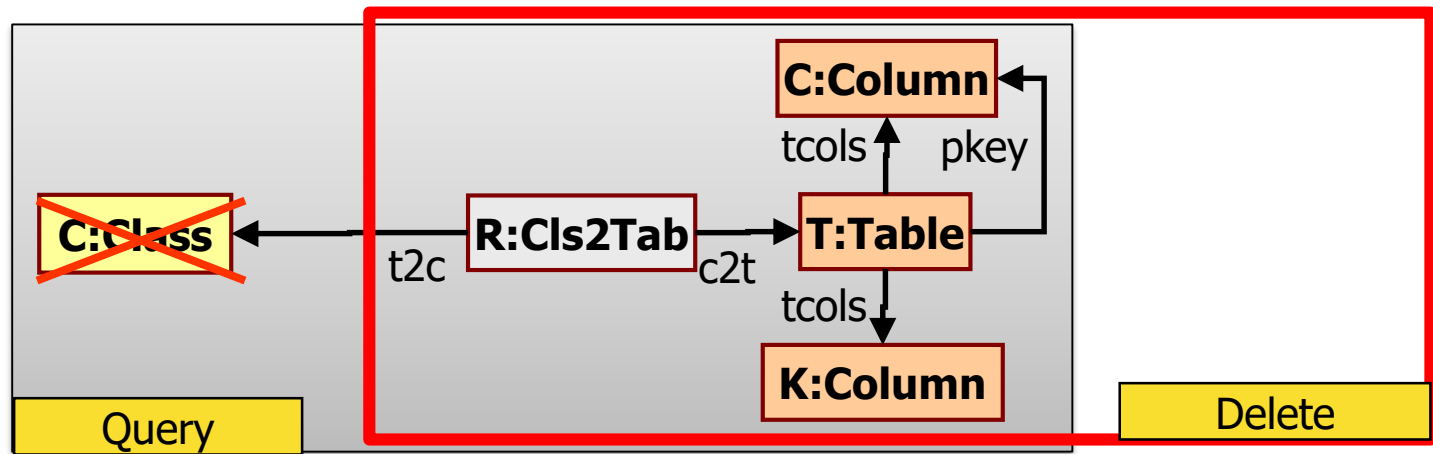 C:Column
tcols
pkey
C:Class
R:Cls2Tab
T:Table
t2c
c2t
tcols
K:Column
Query
Delete